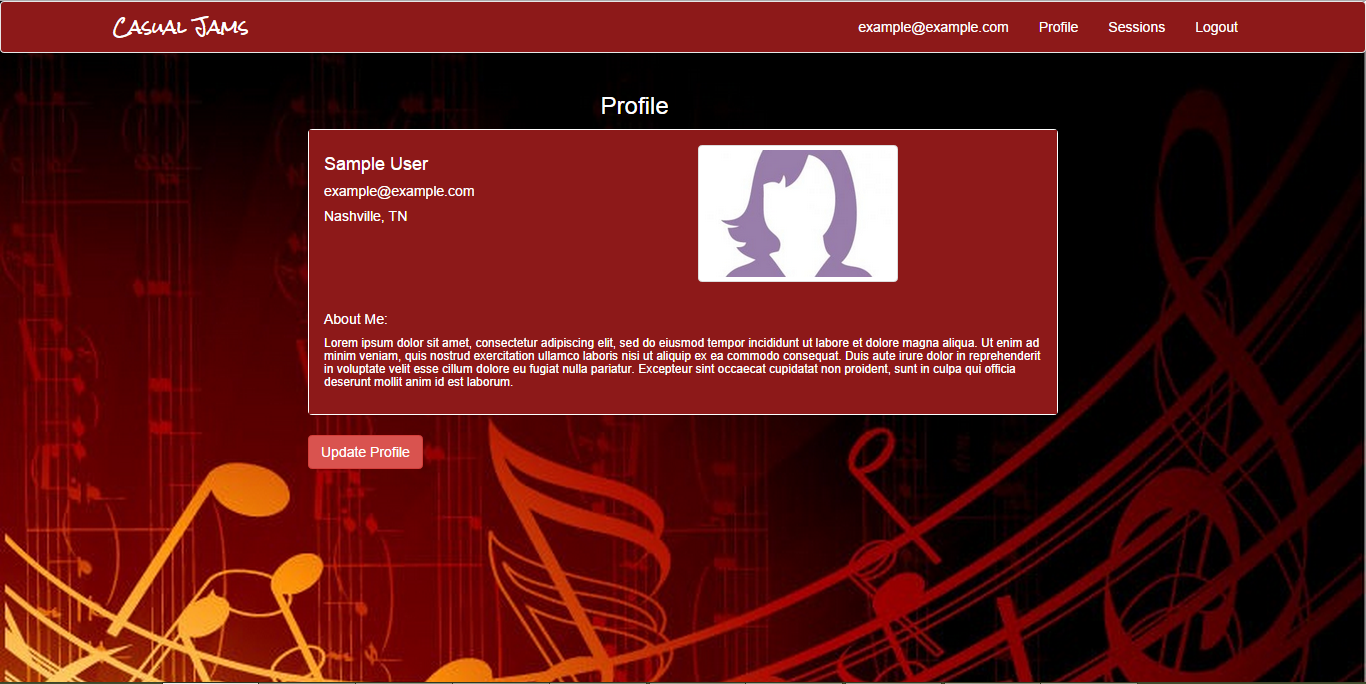 Casual Jams
example@example.com Profile Sessions Logout
Profile
Sample User
example@example.com
Nashville, TN
About Me:
Lorem ipsum dolor sit amet, consectetur adipiscing elit, sed do eiusmod tempor incididunt ut labore et dolore magna aliqua. Ut enim ad
minim veniam, quis nostrud exercitation ullamco laboris nisi ut aliquip ex ea commodo consequat. Duis aute irure dolor in reprehenderit
in voluptate velit esse cillum dolore eu fugiat nulla pariatur. Excepteur sint occaecat cupidatat non proident, sunt in culpa qui officia
deserunt mollit anim id est laborum.
Update Profile